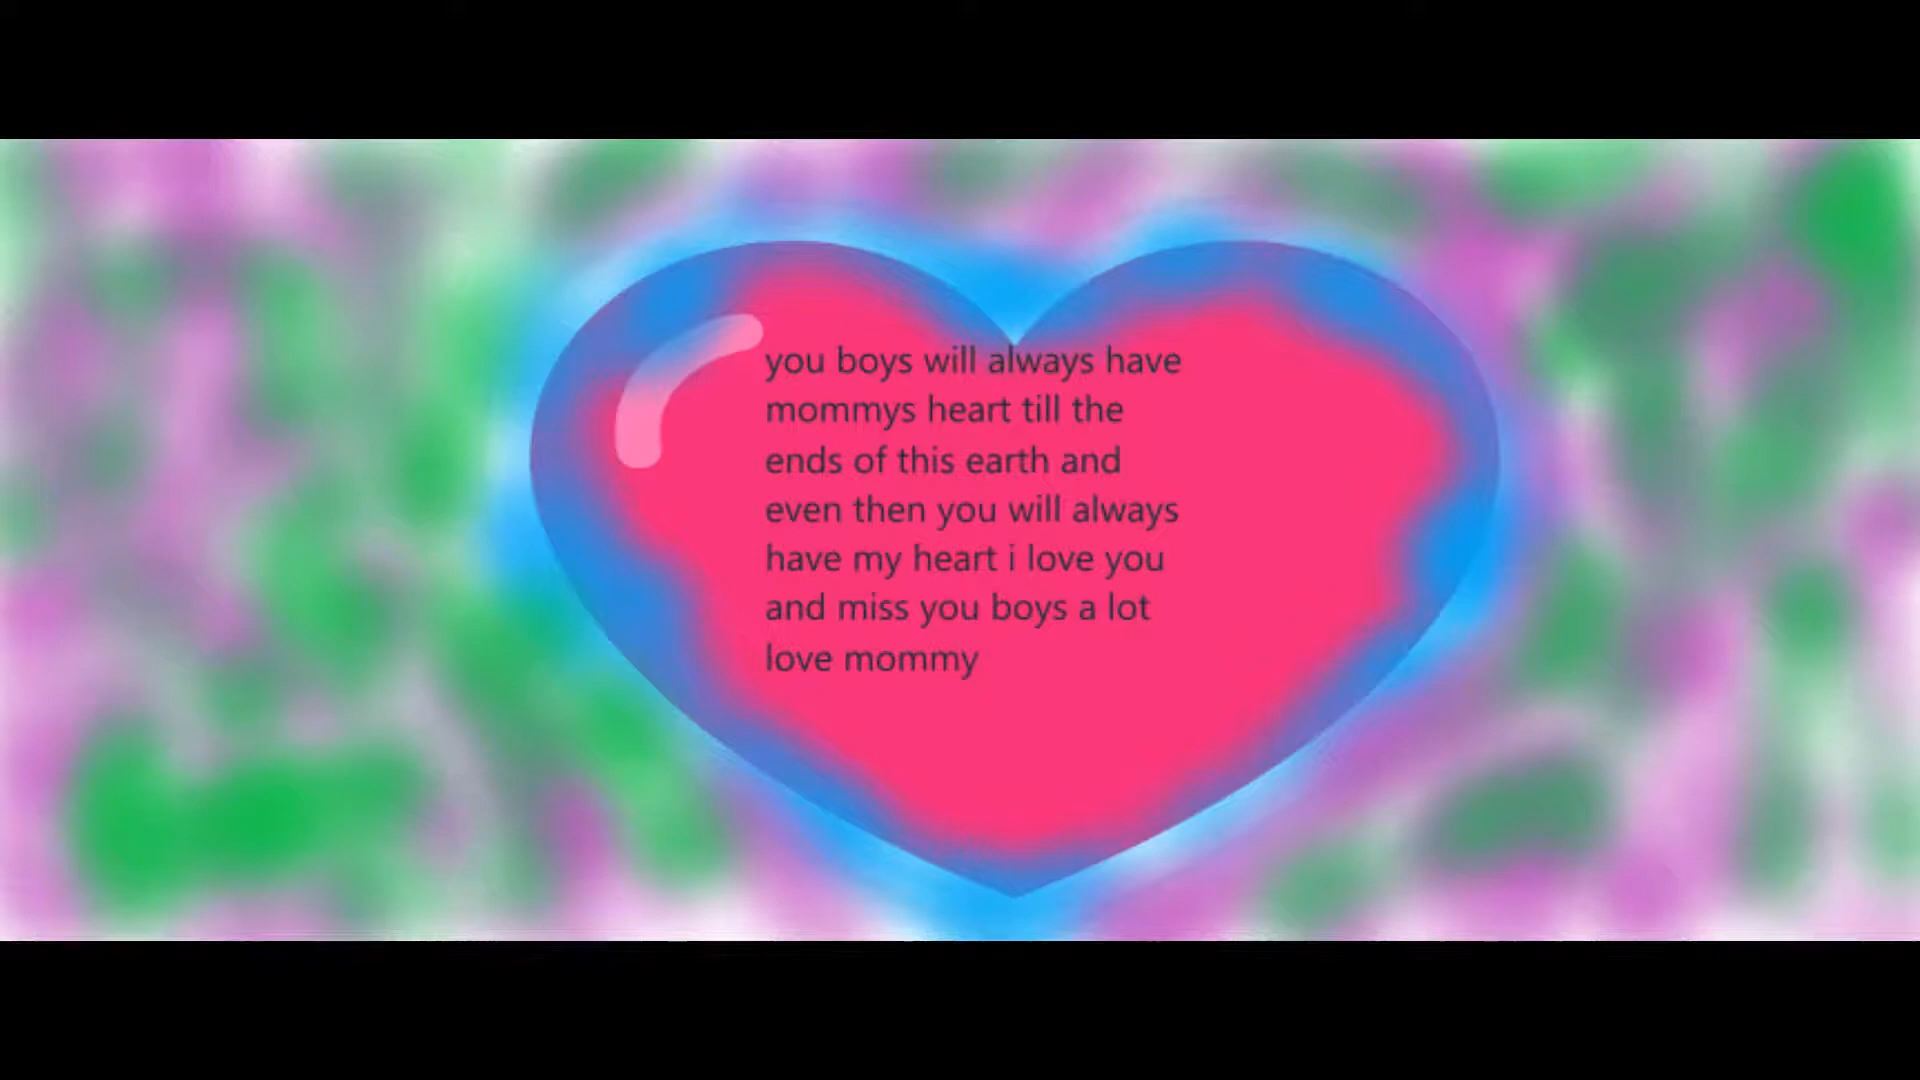 you boys will always have
mommys heart till the
ends of this earth and
even then you will always
have my heart i love you
and miss you boys a lot
love mommy